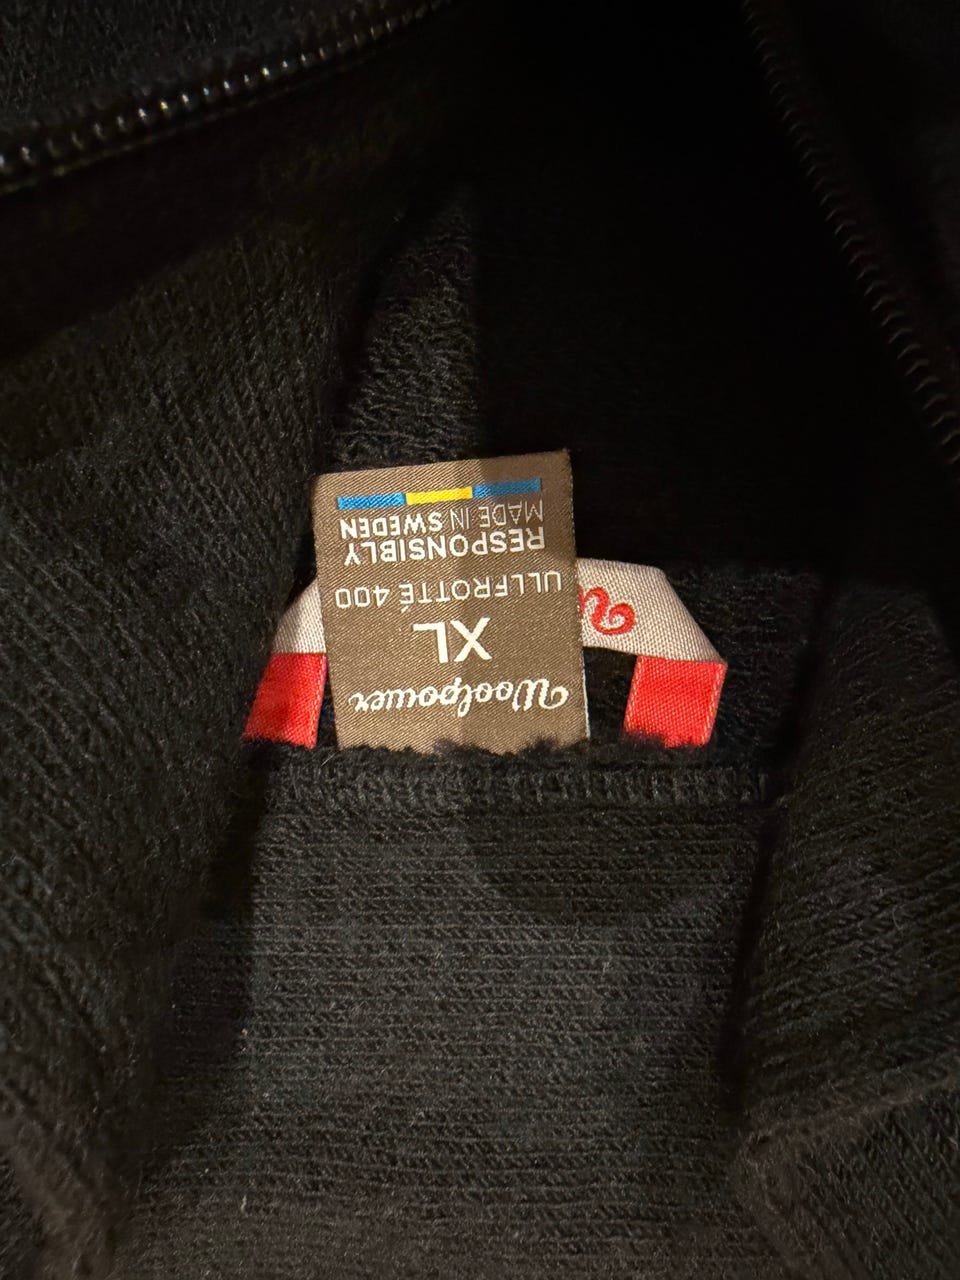 Woolpower
XL
ULLFROTTÉ 400
RESPONSIBLY
MADE IN SWEDEN